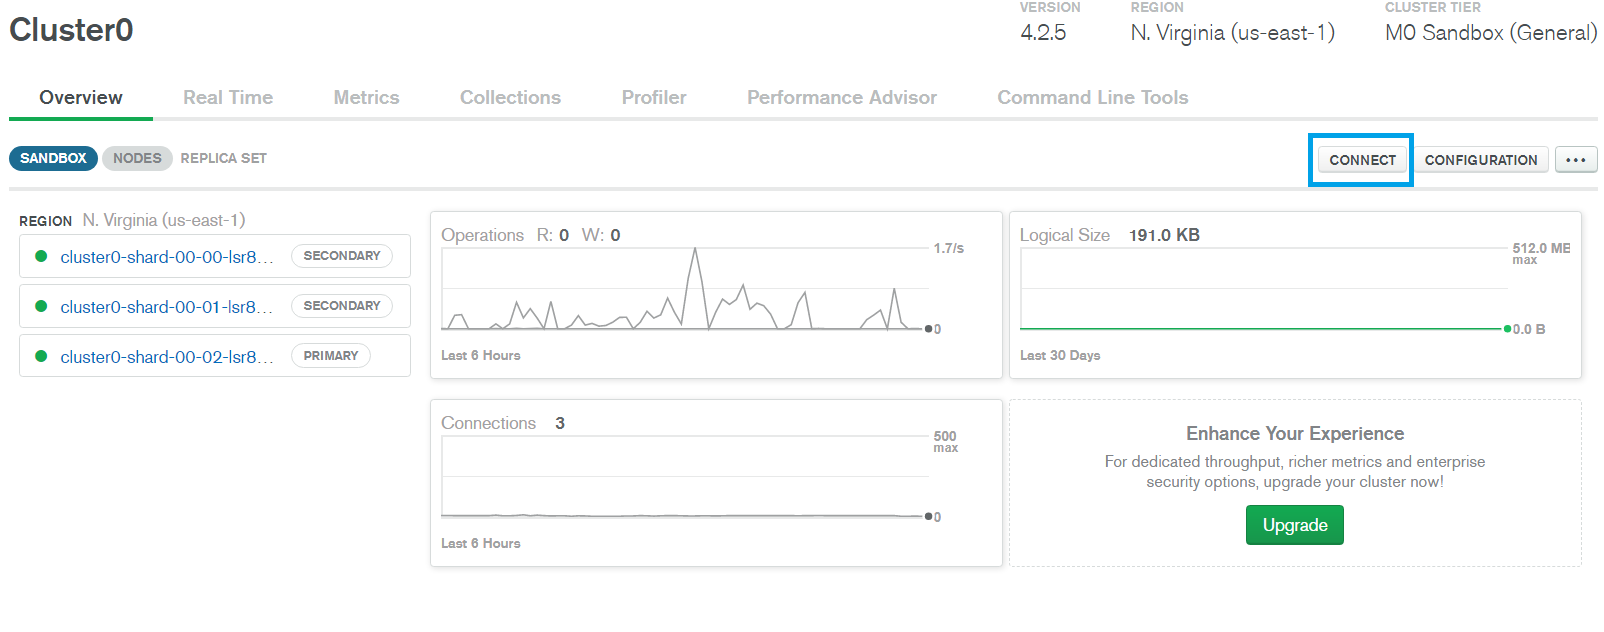 Cluster0
VERSION
4.2.5
REGION
N. Virginia (us-east-1)
CLUSTER TIER
M0 Sandbox (General)
Overview
Real Time
Metrics
Collections
Profiler
Performance Advisor
Command Line Tools
SANDBOX
NODES
REPLICA SET
CONNECT
CONFIGURATION
...
REGION N. Virginia (us-east-1)
cluster0-shard-00-00-lsr8... SECONDARY
cluster0-shard-00-01-lsr8... SECONDARY
cluster0-shard-00-02-lsr8... PRIMARY
Operations R: 0 W: 0
1.7/s
0
Last 6 Hours
Logical Size 191.0 KB
512.0 MB
max
0.0 B
Last 30 Days
Connections 3
500
max
0
Last 6 Hours
Enhance Your Experience
For dedicated throughput, richer metrics and enterprise
security options, upgrade your cluster now!
Upgrade